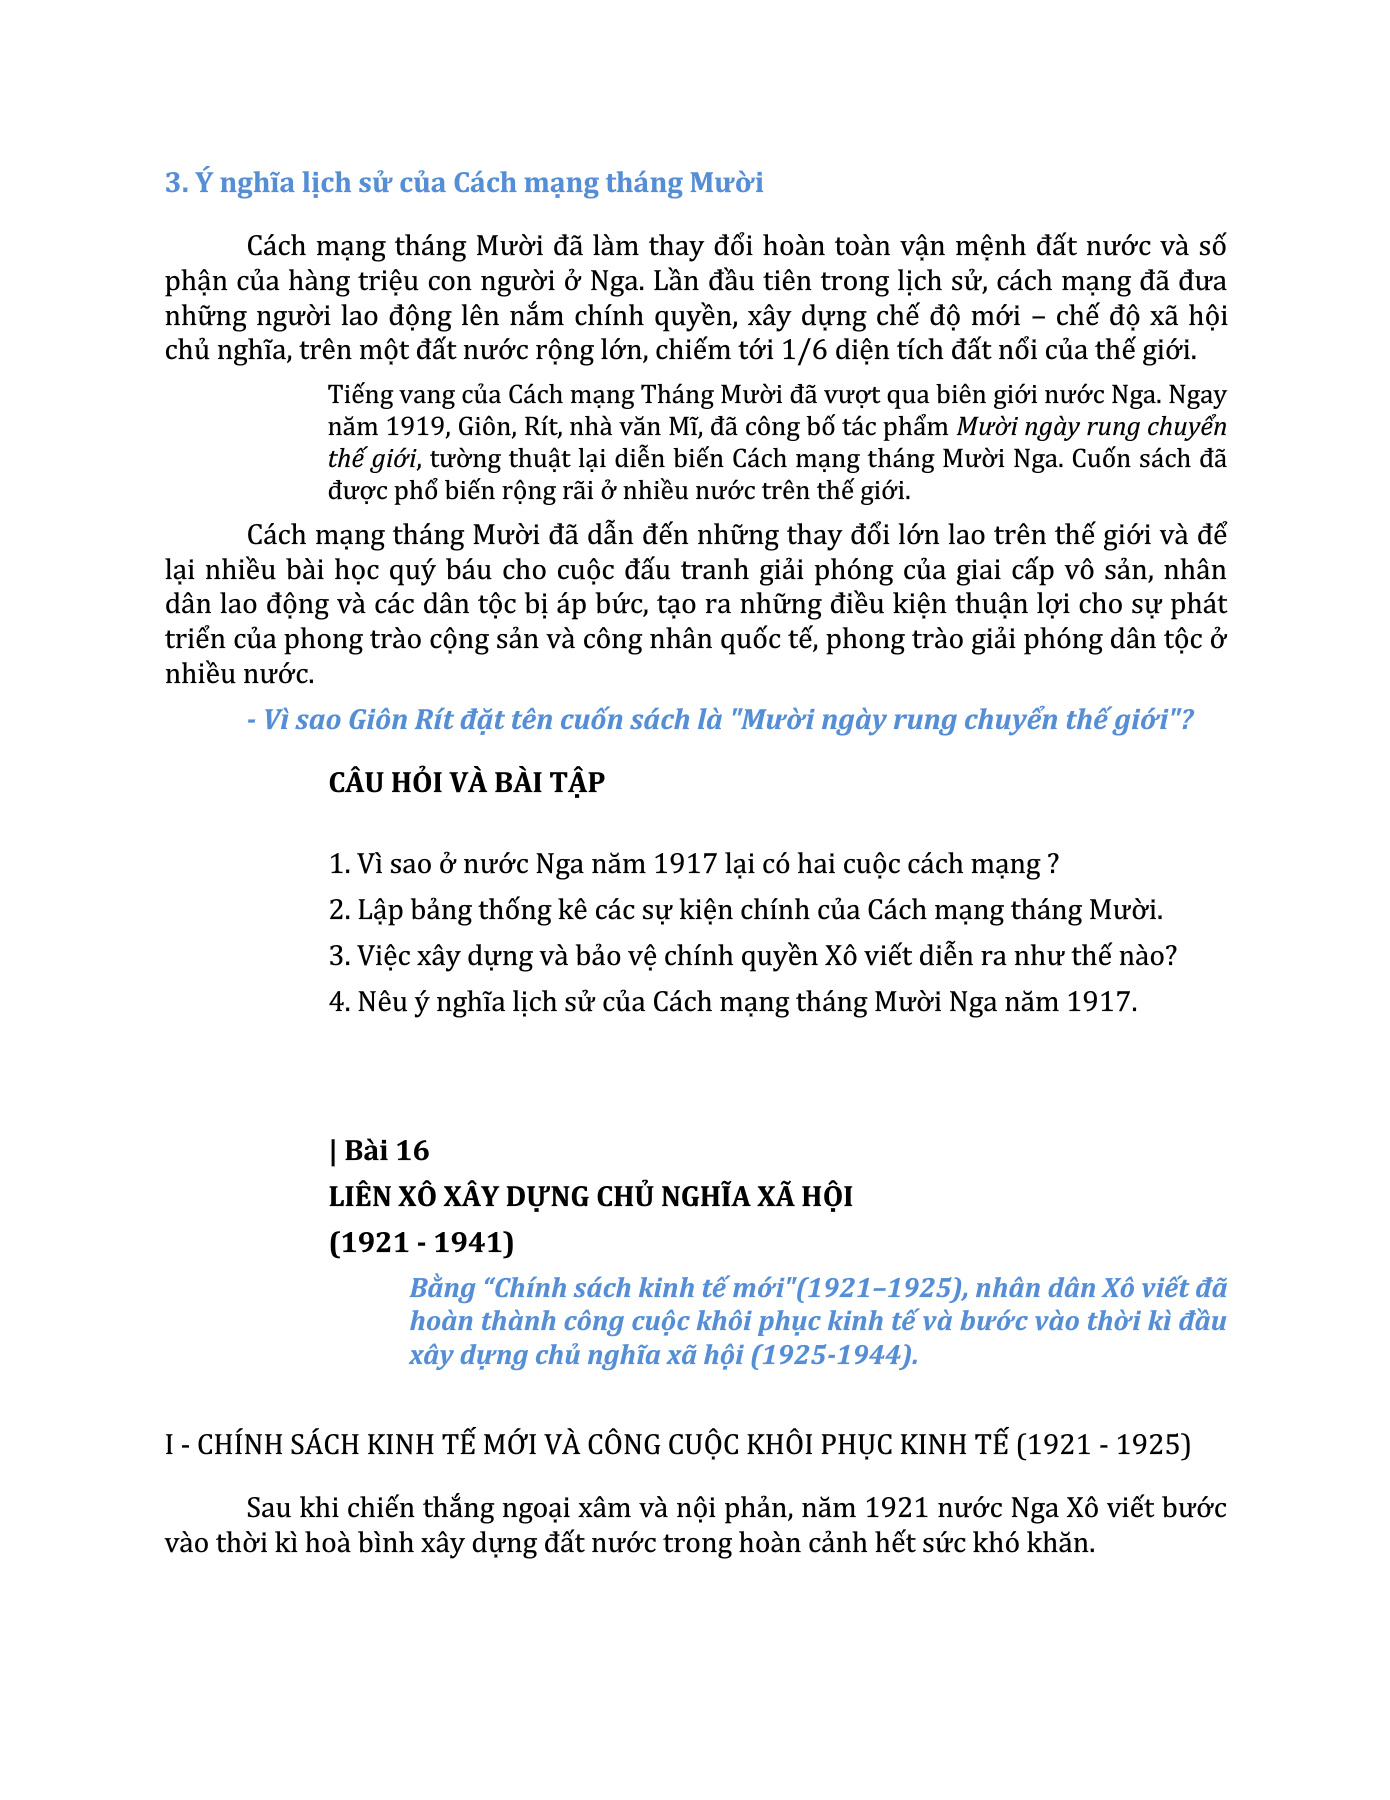 3. Ý nghĩa lịch sử của Cách mạng tháng Mười
Cách mạng tháng Mười đã làm thay đổi hoàn toàn vận mệnh đất nước và số
phận của hàng triệu con người ở Nga. Lần đầu tiên trong lịch sử, cách mạng đã đưa
những người lao động lên nắm chính quyền, xây dựng chế độ mới – chế độ xã hội
chủ nghĩa, trên một đất nước rộng lớn, chiếm tới 1/6 diện tích đất nổi của thế giới.
Tiếng vang của Cách mạng Tháng Mười đã vượt qua biên giới nước Nga. Ngay
năm 1919, Giôn, Rít, nhà văn Mĩ, đã công bố tác phẩm Mười ngày rung chuyển
thế giới, tường thuật lại diễn biến Cách mạng tháng Mười Nga. Cuốn sách đã
được phổ biến rộng rãi ở nhiều nước trên thế giới.
Cách mạng tháng Mười đã dẫn đến những thay đổi lớn lao trên thế giới và để
lại nhiều bài học quý báu cho cuộc đấu tranh giải phóng của giai cấp vô sản, nhân
dân lao động và các dân tộc bị áp bức, tạo ra những điều kiện thuận lợi cho sự phát
triển của phong trào cộng sản và công nhân quốc tế, phong trào giải phóng dân tộc ở
nhiều nước.
- Vì sao Giôn Rít đặt tên cuốn sách là "Mười ngày rung chuyển thế giới"?
CÂU HỎI VÀ BÀI TẬP
1. Vì sao ở nước Nga năm 1917 lại có hai cuộc cách mạng ?
2. Lập bảng thống kê các sự kiện chính của Cách mạng tháng Mười.
3. Việc xây dựng và bảo vệ chính quyền Xô viết diễn ra như thế nào?
4. Nêu ý nghĩa lịch sử của Cách mạng tháng Mười Nga năm 1917.
| Bài 16
LIÊN XÔ XÂY DỰNG CHỦ NGHĨA XÃ HỘI
(1921 - 1941)
Bằng “Chính sách kinh tế mới"(1921–1925), nhân dân Xô viết đã
hoàn thành công cuộc khôi phục kinh tế và bước vào thời kì đầu
xây dựng chủ nghĩa xã hội (1925-1944).
I - CHÍNH SÁCH KINH TẾ MỚI VÀ CÔNG CUỘC KHÔI PHỤC KINH TẾ (1921 - 1925)
Sau khi chiến thắng ngoại xâm và nội phản, năm 1921 nước Nga Xô viết bước
vào thời kì hoà bình xây dựng đất nước trong hoàn cảnh hết sức khó khăn.